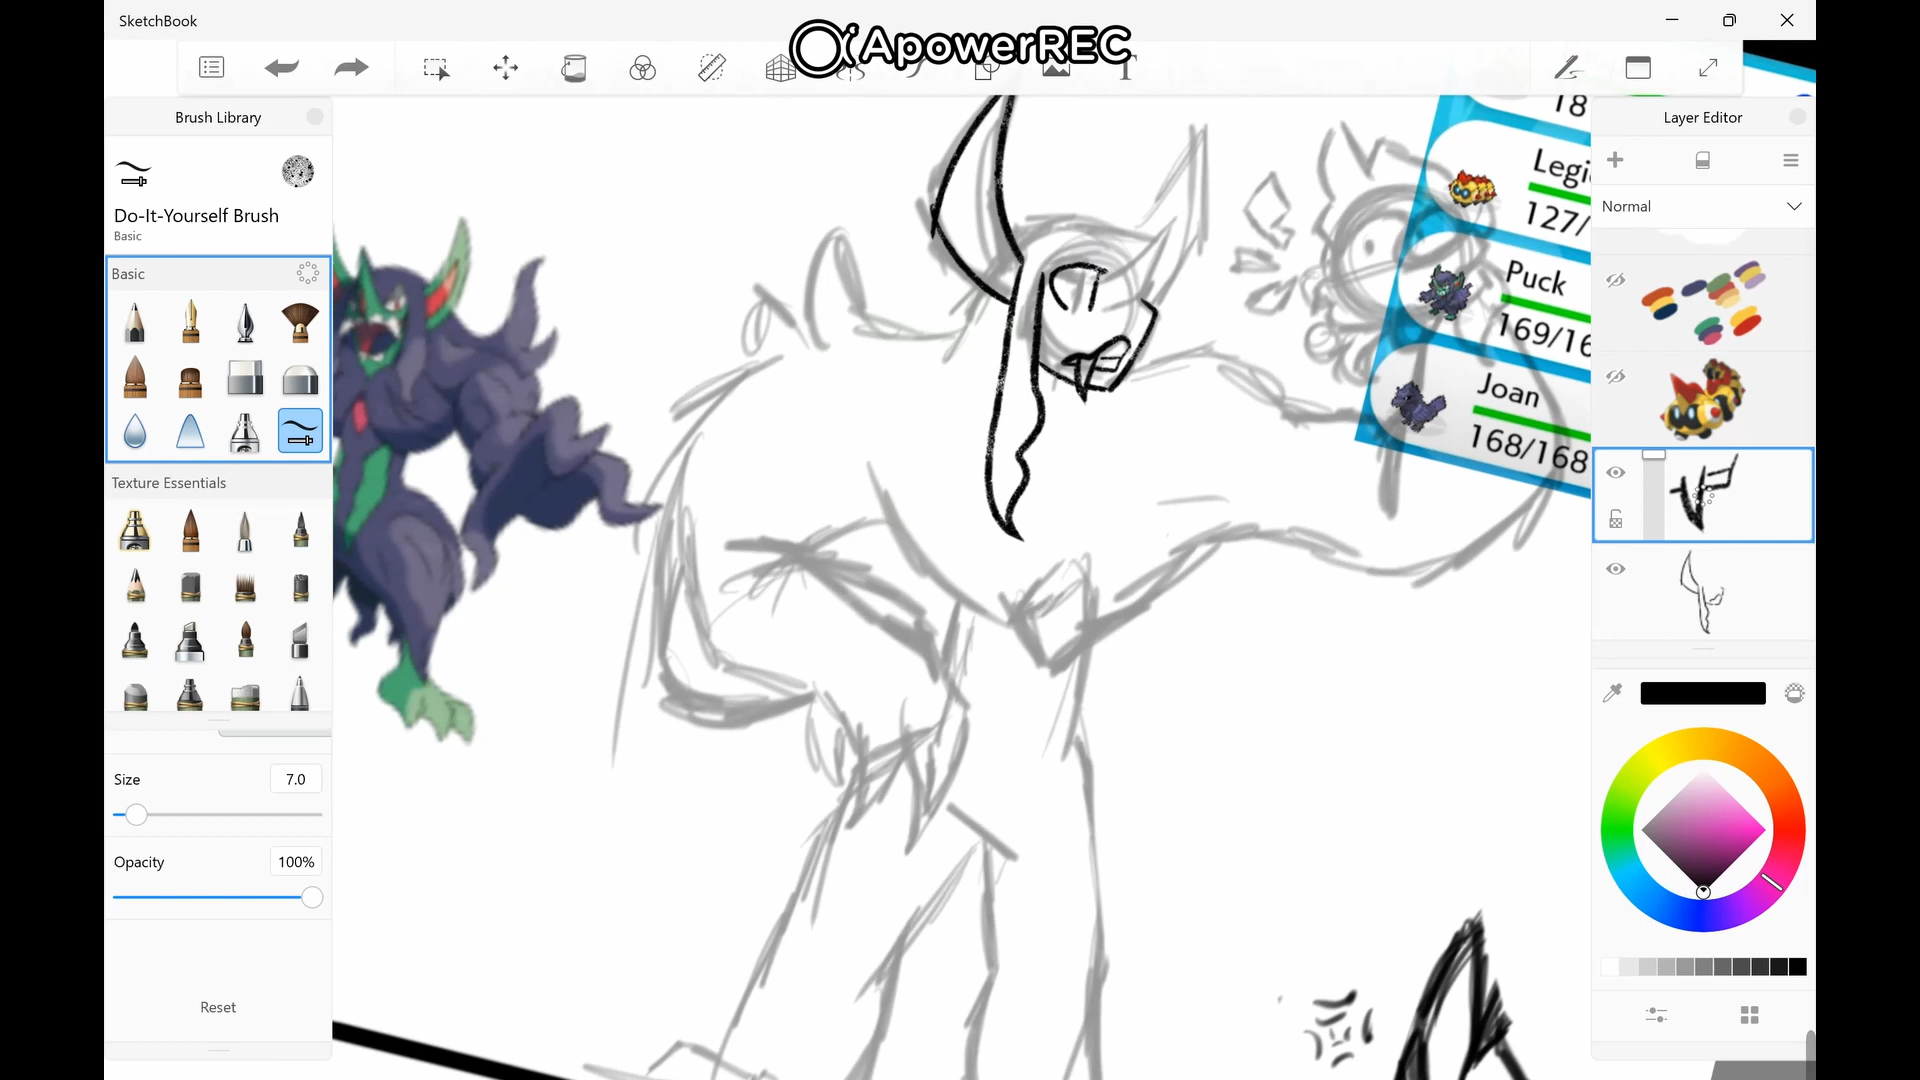 SketchBook
ApowerREC
T
Brush Library
Layer Editor
Do-It-Yourself Brush
Basic
Basic
Texture Essentials
Size
7.0
Opacity
100%
Reset
Normal
18
Legi
127/
Puck
169/16
Joan
168/168